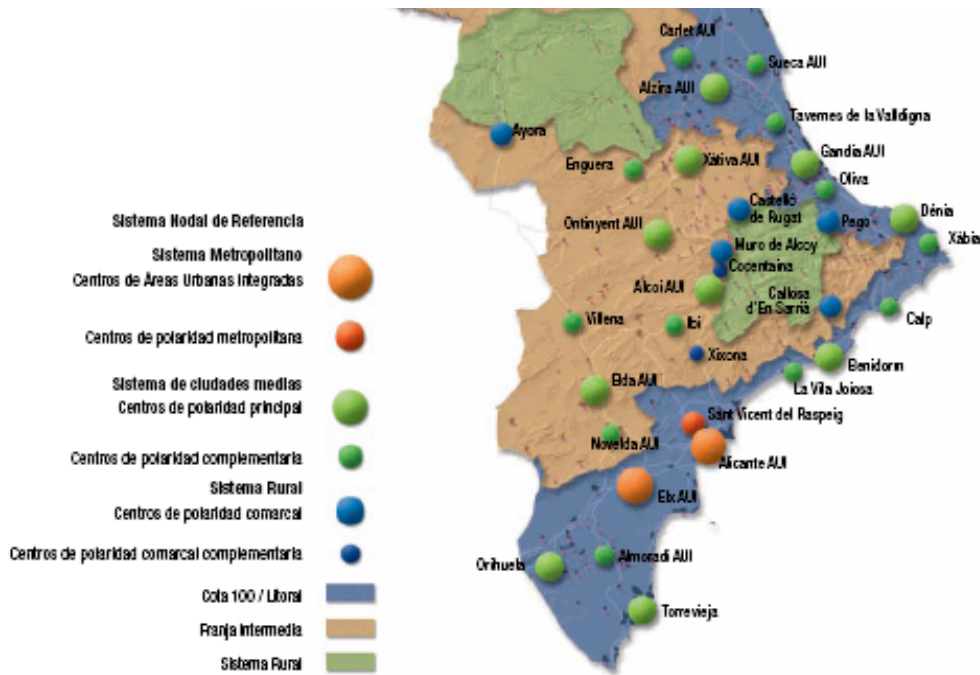 Sistema Nodal de Referencia
Sistema Metropolitano
Centros de Áreas Urbanas Integradas
Centros de polaridad metropolitana
Sistema de ciudades medias
Centros de polaridad principal
Centros de polaridad complementaria
Sistema Rural
Centros de polaridad comarcal
Centros de polaridad comarcal complementaria
Cota 100 / Litoral
Franja Intermedia
Sistema Rural
Carlet AUI
Sueca AUI
Alzira AUI
Tavernes de la Valldigna
Ayora
Enguera
Xàtiva AUI
Gandia AUI
Oliva
Castelló
de Rugat
Pego
Dénia
Xàbia
Ontinyent AUI
Muro de Alcoy
Cocentaina
Alcoi AUI
Callosa
d'En Sarrià
Calp
Villena
Ibi
Xixona
Benidorm
La Vila Joiosa
Elda AUI
Sant Vicent del Raspeig
Novelda AUI
Alicante AUI
Elx AUI
Orihuela
Almoradí AUI
Torrevieja